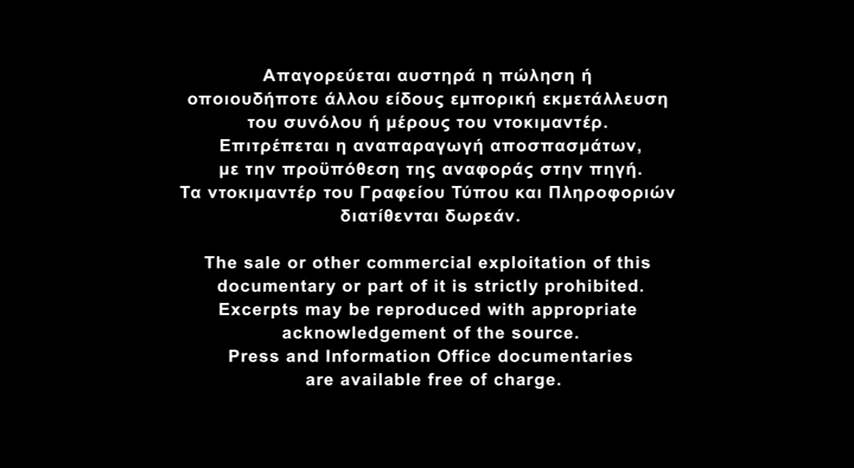 Απαγορεύεται αυστηρά η πώληση ή
οποιουδήποτε άλλου είδους εμπορική εκμετάλλευση
του συνόλου ή μέρους του ντοκιμαντέρ.
Επιτρέπεται η αναπαραγωγή αποσπασμάτων,
με την προϋπόθεση της αναφοράς στην πηγή.
Τα ντοκιμαντέρ του Γραφείου Τύπου και Πληροφοριών
διατίθενται δωρεάν.
The sale or other commercial exploitation of this
documentary or part of it is strictly prohibited.
Excerpts may be reproduced with appropriate
acknowledgement of the source.
Press and Information Office documentaries
are available free of charge.